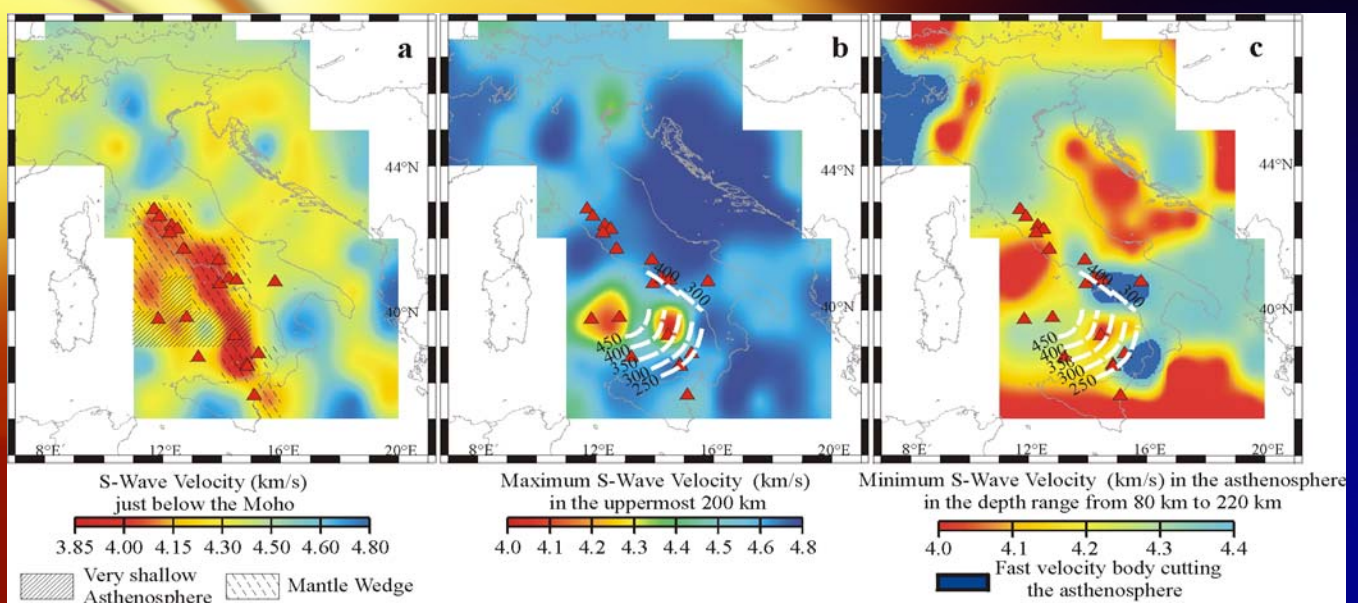 a
b
c
44°N
44°N
44°N
40°N
40°N
40°N
400
300
450
400
350
300
250
400
300
450
400
350
300
250
8°E
12°E
16°E
20°E
8°E
12°E
16°E
20°E
8°E
12°E
16°E
20°E
S-Wave Velocity (km/s)
just below the Moho
3.85 4.00 4.15 4.30 4.50 4.60 4.80
Very shallow
Asthenosphere
Mantle Wedge
Maximum S-Wave Velocity (km/s)
in the uppermost 200 km
4.0 4.1 4.2 4.3 4.4 4.5 4.6 4.7 4.8
Minimum S-Wave Velocity (km/s) in the asthenosphere
in the depth range from 80 km to 220 km
4.0 4.1 4.2 4.3 4.4
Fast velocity body cutting
the asthenosphere